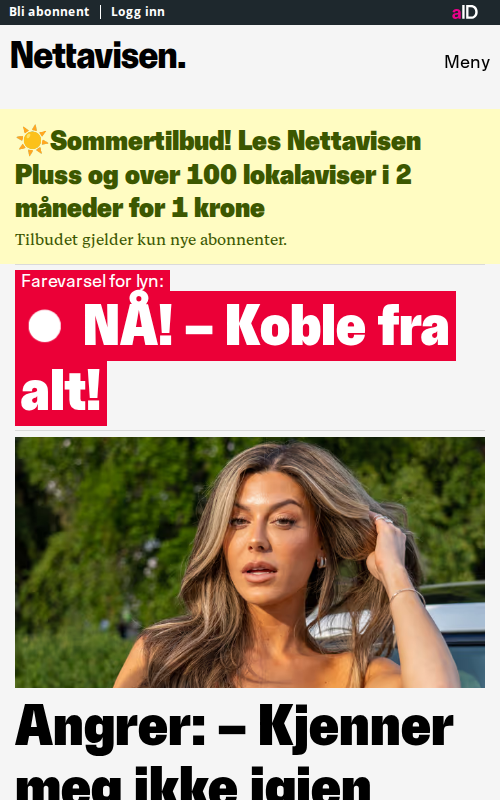 Bli abonnent | Logg inn
aID
Nettavisen.
Meny
☀️Sommertilbud! Les Nettavisen
Pluss og over 100 lokalaviser i 2
måneder for 1 krone
Tilbudet gjelder kun nye abonnenter.
Farevarsel for lyn:
NÅ! – Koble fra
alt!
Angrer: – Kjenner
meg ikke igjen